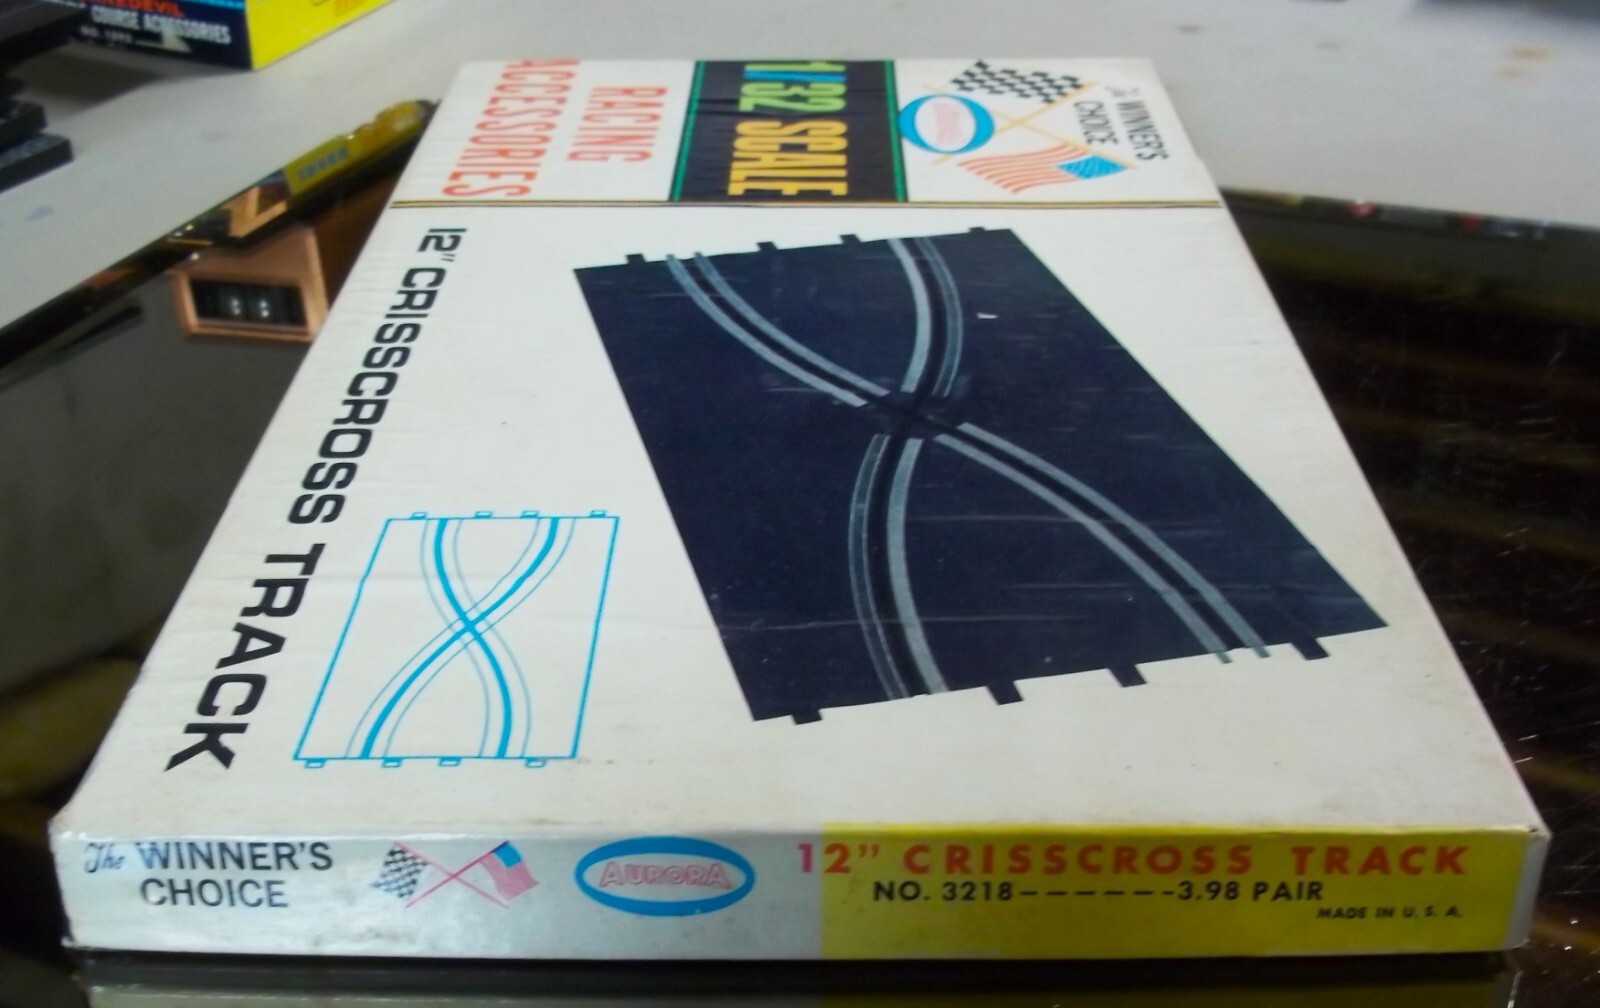 COURSE ACCESSORIES
The WINNER'S
CHOICE
AURORA
1/32 SCALE
RACING
ACCESSORIES
12" CRISSCROSS TRACK
The WINNER'S
CHOICE
AURORA
12" CRISSCROSS TRACK
NO. 3218------3.98 PAIR
MADE IN U. S. A.